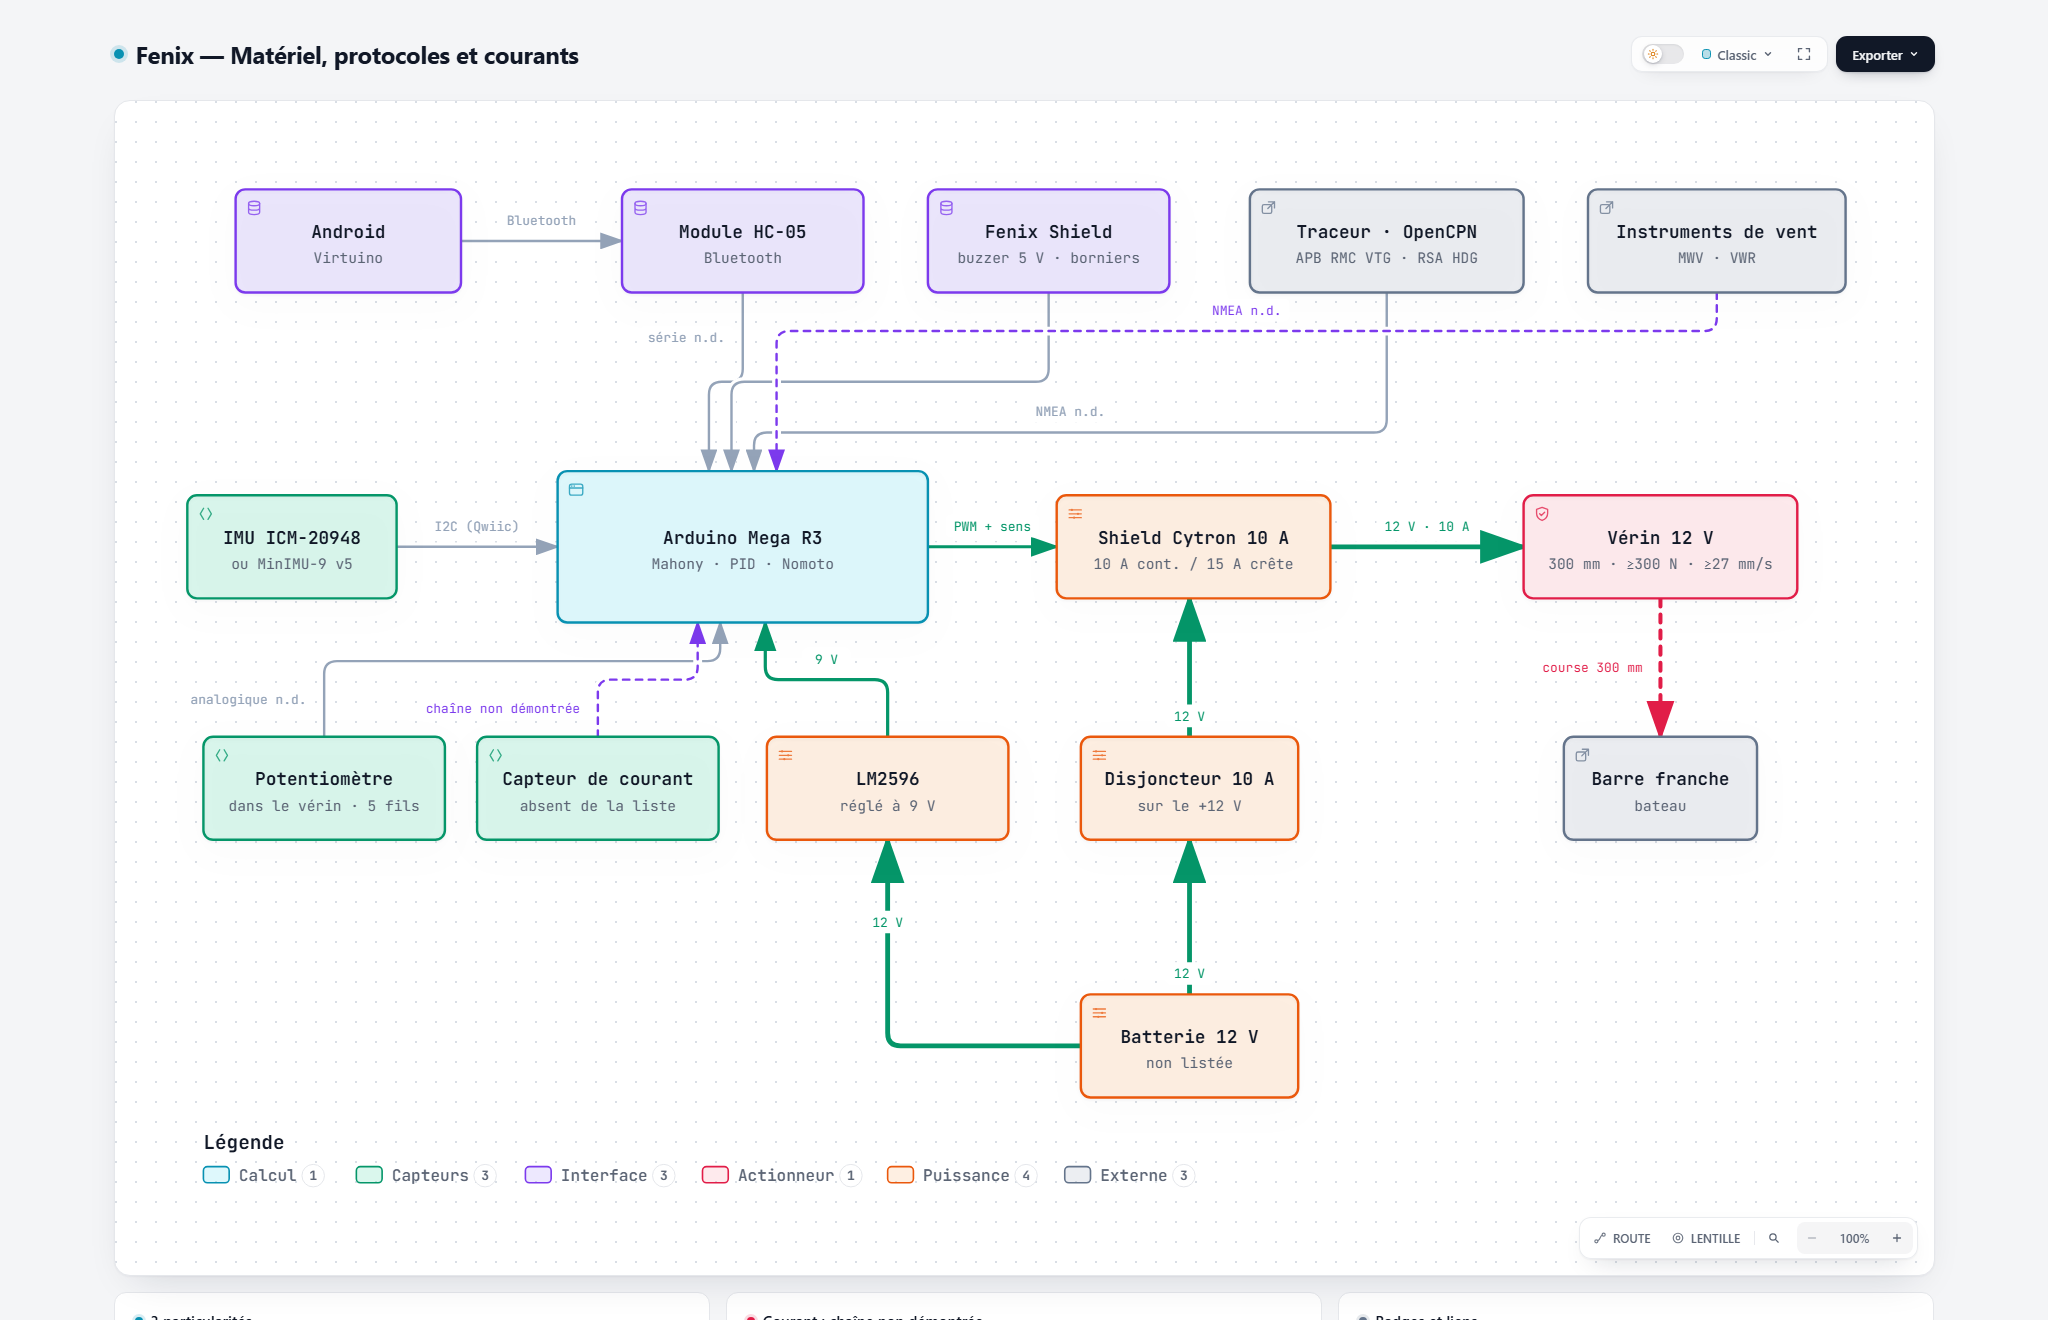 Fenix — Matériel, protocoles et courants
Classic
Exporter
Android
Virtuino
Bluetooth
Module HC-05
Bluetooth
Fenix Shield
buzzer 5 V · borniers
Traceur · OpenCPN
APB RMC VTG · RSA HDG
Instruments de vent
MWV · VWR
NMEA n.d.
série n.d.
NMEA n.d.
IMU ICM-20948
ou MinIMU-9 v5
I2C (Qwiic)
Arduino Mega R3
Mahony · PID · Nomoto
PWM + sens
Shield Cytron 10 A
10 A cont. / 15 A crête
12 V · 10 A
Vérin 12 V
300 mm · ≥300 N · ≥27 mm/s
9 V
course 300 mm
analogique n.d.
chaîne non démontrée
12 V
Potentiomètre
dans le vérin · 5 fils
Capteur de courant
absent de la liste
LM2596
réglé à 9 V
Disjoncteur 10 A
sur le +12 V
Barre franche
bateau
12 V
12 V
Batterie 12 V
non listée
Légende
Calcul 1
Capteurs 3
Interface 3
Actionneur 1
Puissance 4
Externe 3
ROUTE
LENTILLE
100%